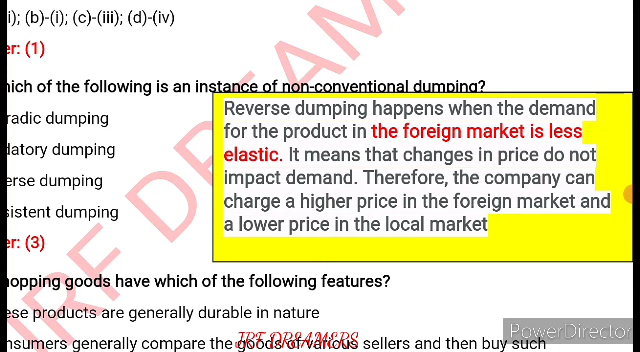 i); (b)-(i); (c)-(iii); (d)-(iv)
er: (1)
hich of the following is an instance of non-conventional dumping?
radic dumping
datory dumping
erse dumping
sistent dumping
er: (3)
Reverse dumping happens when the demand
for the product in the foreign market is less
elastic. It means that changes in price do not
impact demand. Therefore, the company can
charge a higher price in the foreign market and
a lower price in the local market
opping goods have which of the following features?
ese products are generally durable in nature
nsumers generally compare the goods of various sellers and then buy such
JRF DREAMERS
JRF DREAM
PowerDirector